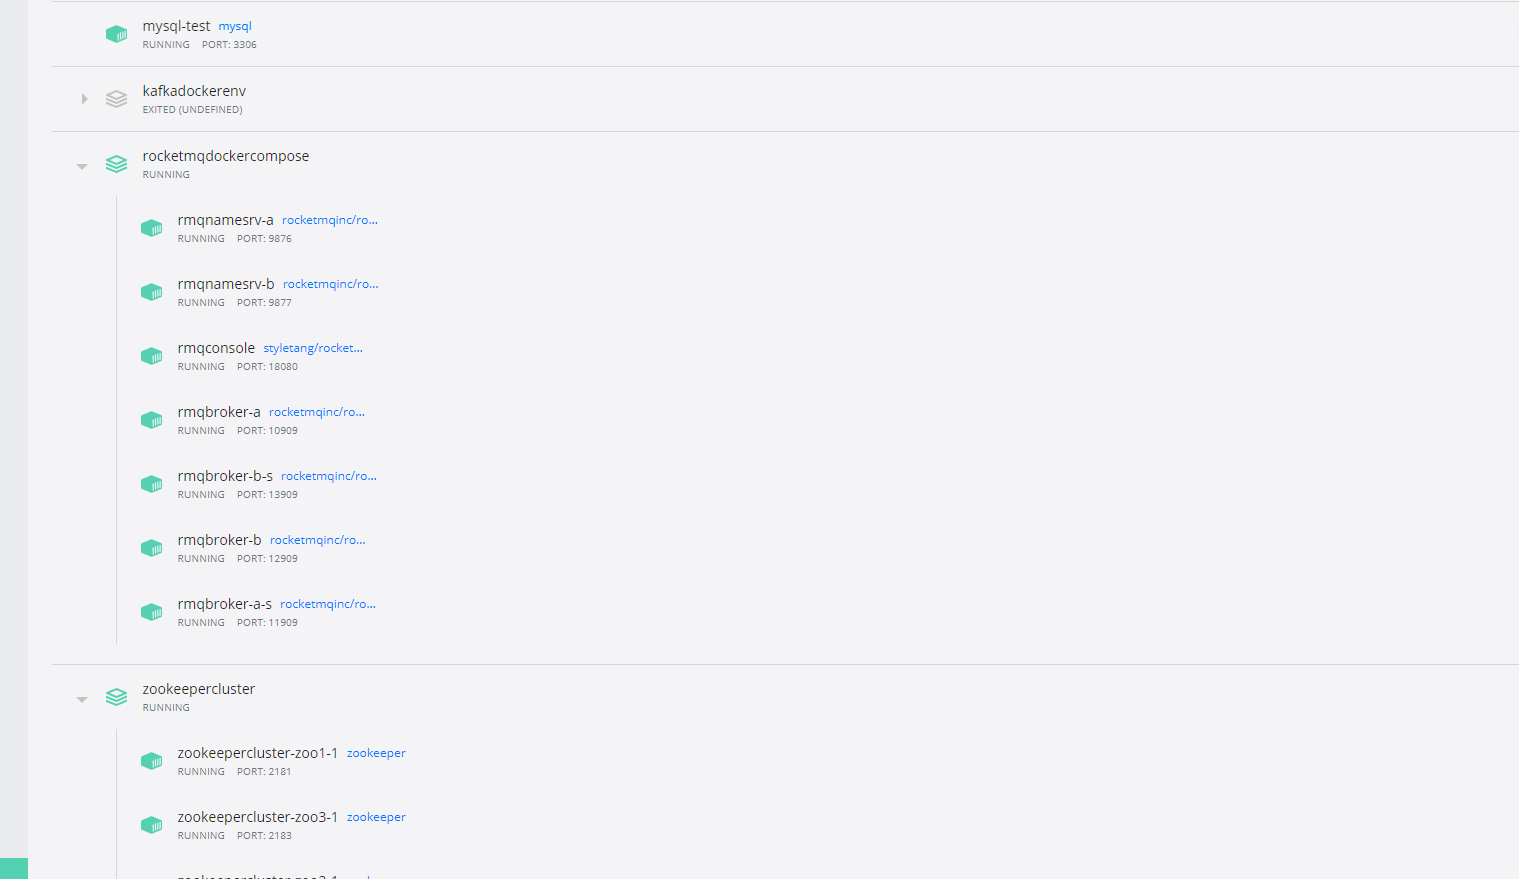 mysql-test mysql
RUNNING PORT: 3306
kafkadockerenv
EXITED (UNDEFINED)
rocketmqdockercompose
RUNNING
rmqnamesrv-a rocketmqinc/ro...
RUNNING PORT: 9876
rmqnamesrv-b rocketmqinc/ro...
RUNNING PORT: 9877
rmqconsole styletang/rocket...
RUNNING PORT: 18080
rmqbroker-a rocketmqinc/ro...
RUNNING PORT: 10909
rmqbroker-b-s rocketmqinc/ro...
RUNNING PORT: 13909
rmqbroker-b rocketmqinc/ro...
RUNNING PORT: 12909
rmqbroker-a-s rocketmqinc/ro...
RUNNING PORT: 11909
zookeepercluster
RUNNING
zookeepercluster-zoo1-1 zookeeper
RUNNING PORT: 2181
zookeepercluster-zoo3-1 zookeeper
RUNNING PORT: 2183